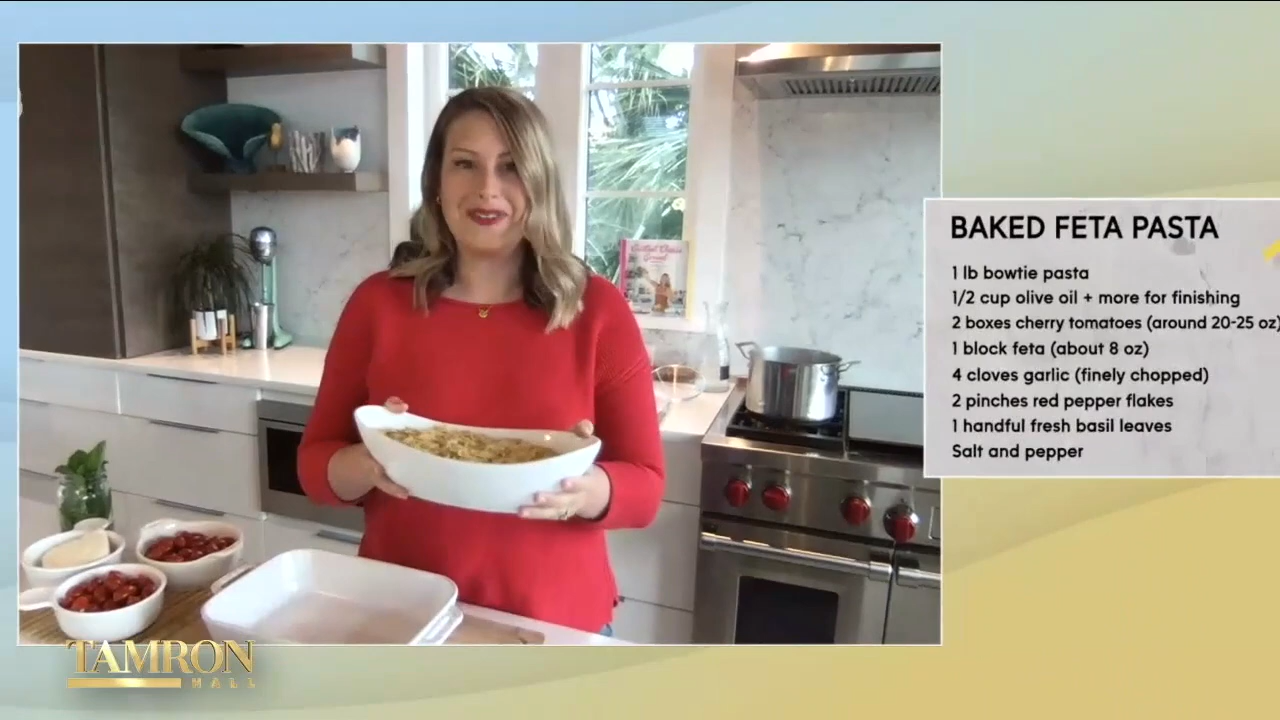 BAKED FETA PASTA
1 lb bowtie pasta
1/2 cup olive oil + more for finishing
2 boxes cherry tomatoes (around 20-25 oz)
1 block feta (about 8 oz)
4 cloves garlic (finely chopped)
2 pinches red pepper flakes
1 handful fresh basil leaves
Salt and pepper
TAMRON
HALL